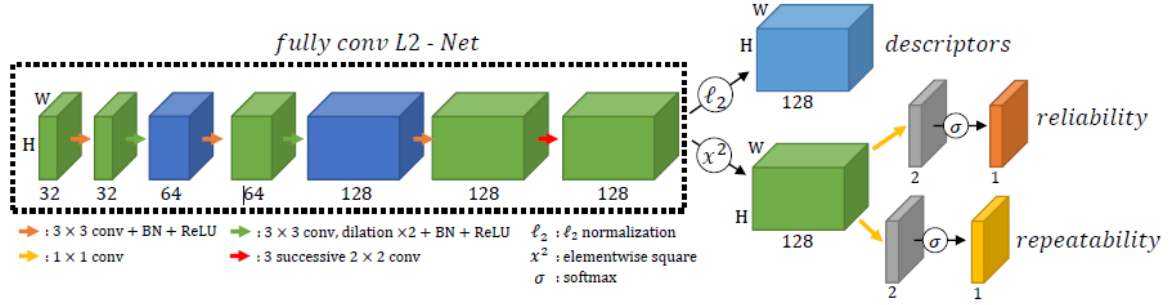 fully conv L2 - Net
W
H
32
32
64
64
128
128
128
ℓ2
x²
W
H
128
descriptors
W
H
128
2
σ
1
reliability
2
σ
1
repeatability
: 3 × 3 conv + BN + ReLU
: 3 × 3 conv, dilation ×2 + BN + ReLU
ℓ2 : ℓ2 normalization
: 1 × 1 conv
: 3 successive 2 × 2 conv
x² : elementwise square
σ : softmax